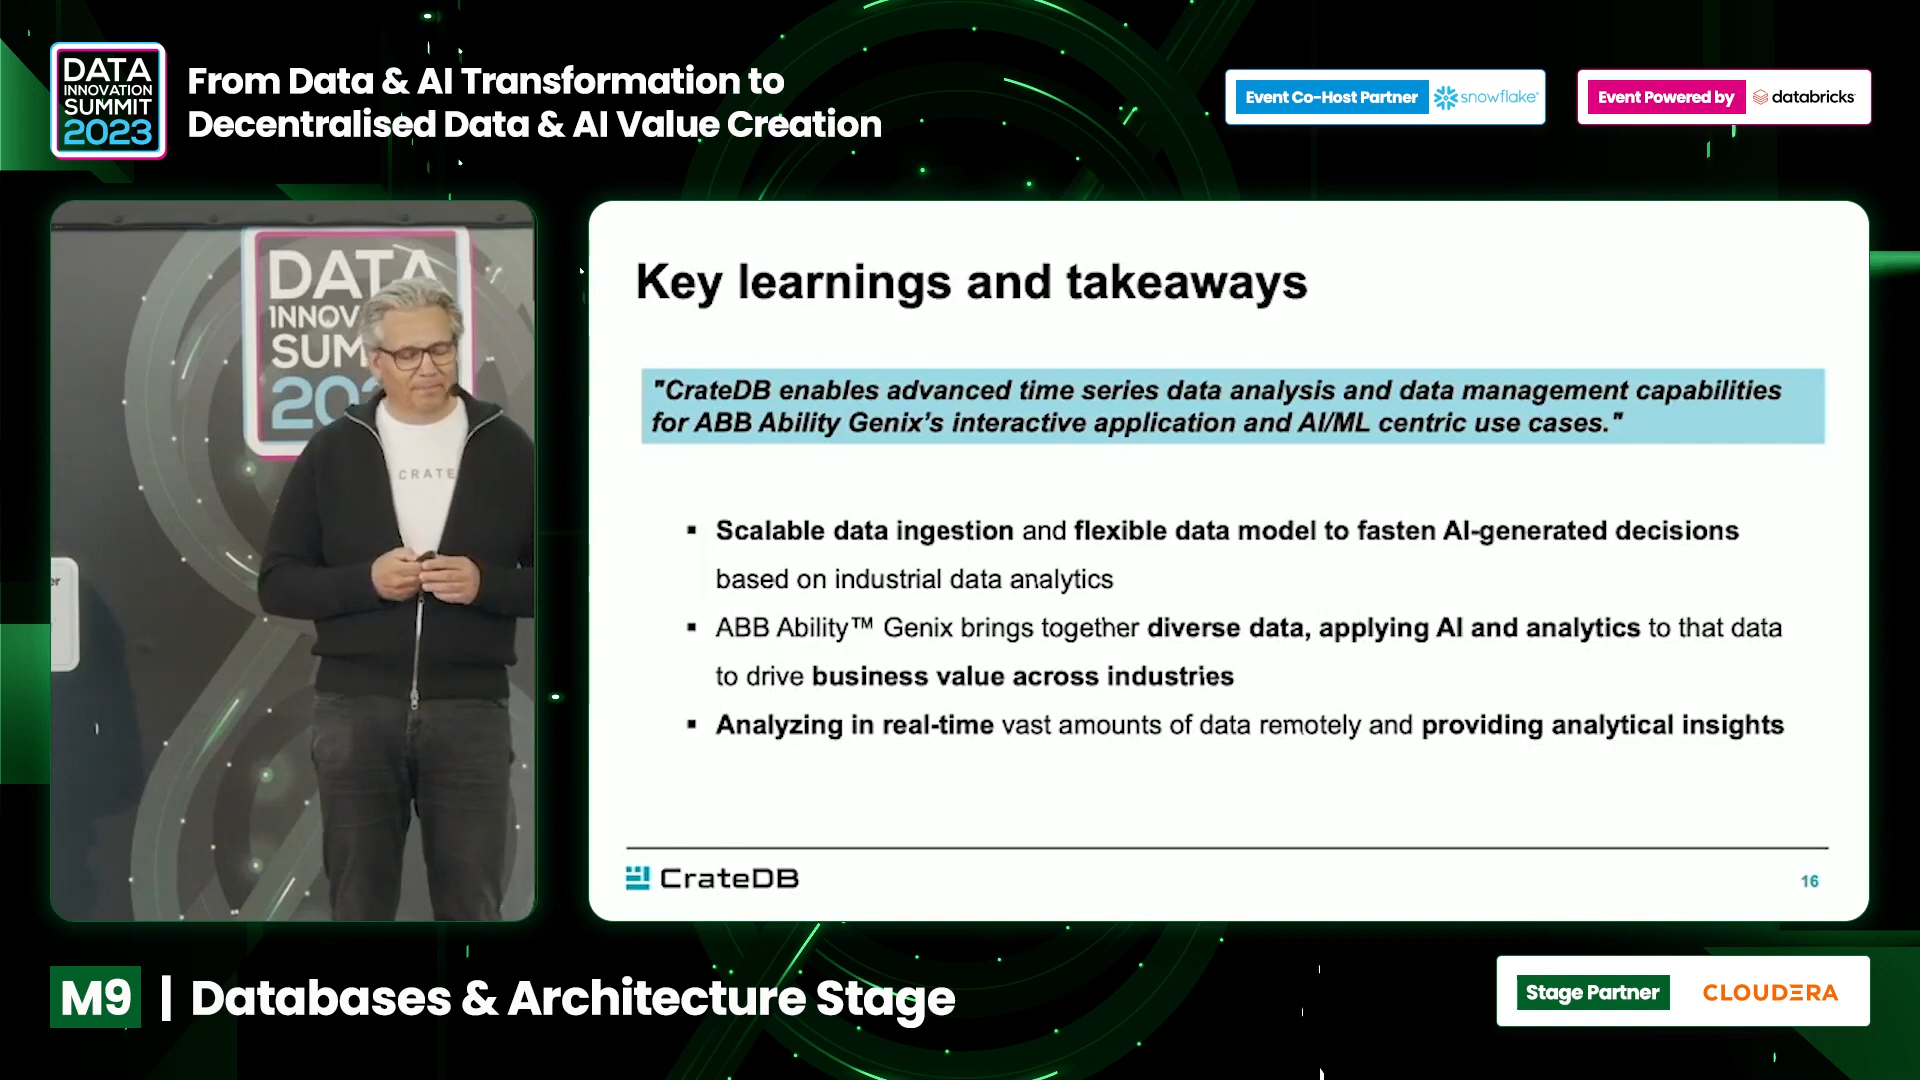 DATA
INNOVATION
SUMMIT
2023
From Data & AI Transformation to
Decentralised Data & AI Value Creation
Event Co-Host Partner
snowflake
Event Powered by
databricks
DATA
INNOV
SUM
202
CRATE
er
Key learnings and takeaways
"CrateDB enables advanced time series data analysis and data management capabilities
for ABB Ability Genix's interactive application and AI/ML centric use cases."
▪ Scalable data ingestion and flexible data model to fasten AI-generated decisions
based on industrial data analytics
▪ ABB Ability™ Genix brings together diverse data, applying AI and analytics to that data
to drive business value across industries
▪ Analyzing in real-time vast amounts of data remotely and providing analytical insights
CrateDB
16
M9 | Databases & Architecture Stage
Stage Partner
CLOUDERA